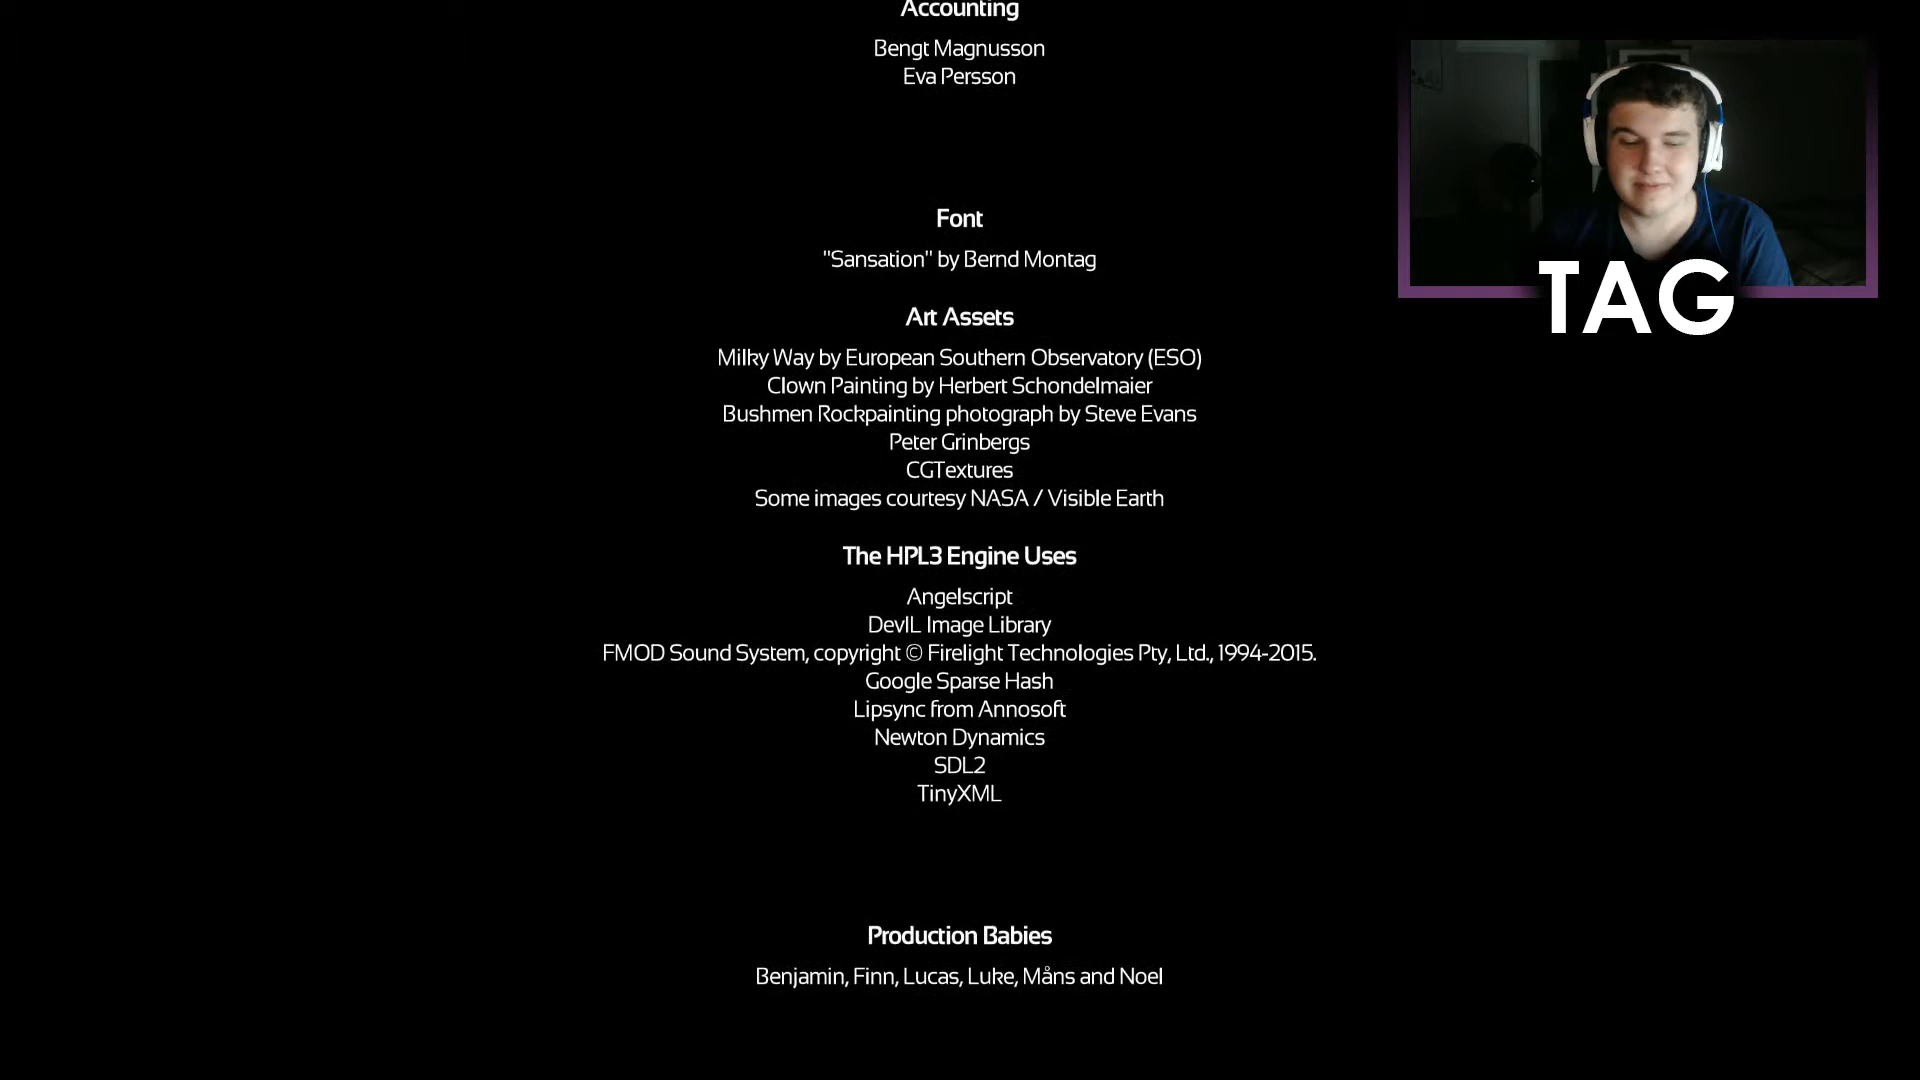 Accounting
Bengt Magnusson
Eva Persson
Font
"Sansation" by Bernd Montag
Art Assets
Milky Way by European Southern Observatory (ESO)
Clown Painting by Herbert Schondelmaier
Bushmen Rockpainting photograph by Steve Evans
Peter Grinbergs
CGTextures
Some images courtesy NASA / Visible Earth
The HPL3 Engine Uses
Angelscript
DevIL Image Library
FMOD Sound System, copyright © Firelight Technologies Pty, Ltd., 1994-2015.
Google Sparse Hash
Lipsync from Annosoft
Newton Dynamics
SDL2
TinyXML
Production Babies
Benjamin, Finn, Lucas, Luke, Måns and Noel
TAG